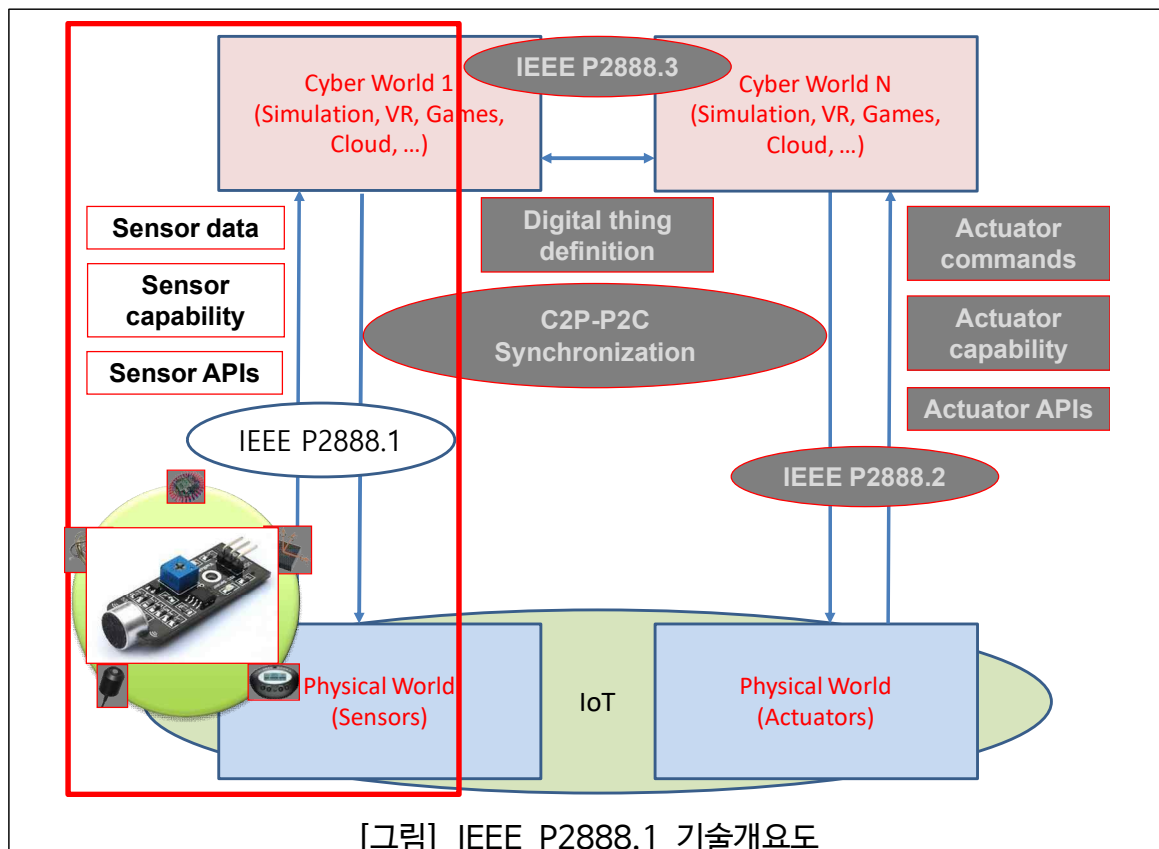 IEEE P2888.3
Cyber World 1
(Simulation, VR, Games,
Cloud, …)
Cyber World N
(Simulation, VR, Games,
Cloud, …)
Sensor data
Sensor
capability
Sensor APIs
Digital thing
definition
Actuator
commands
C2P-P2C
Synchronization
Actuator
capability
Actuator APIs
IEEE P2888.1
IEEE P2888.2
Physical World
(Sensors)
IoT
Physical World
(Actuators)
[그림] IEEE P2888.1 기술개요도